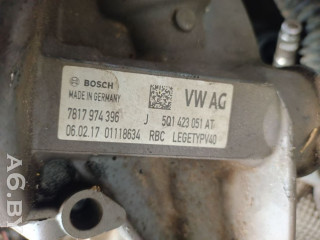 BOSCH
MADE IN GERMANY
VW AG
7817 974 396 J 5Q1 423 051 AT
06.02.17 01118634 RBC LEGETYPV40
A6.BY